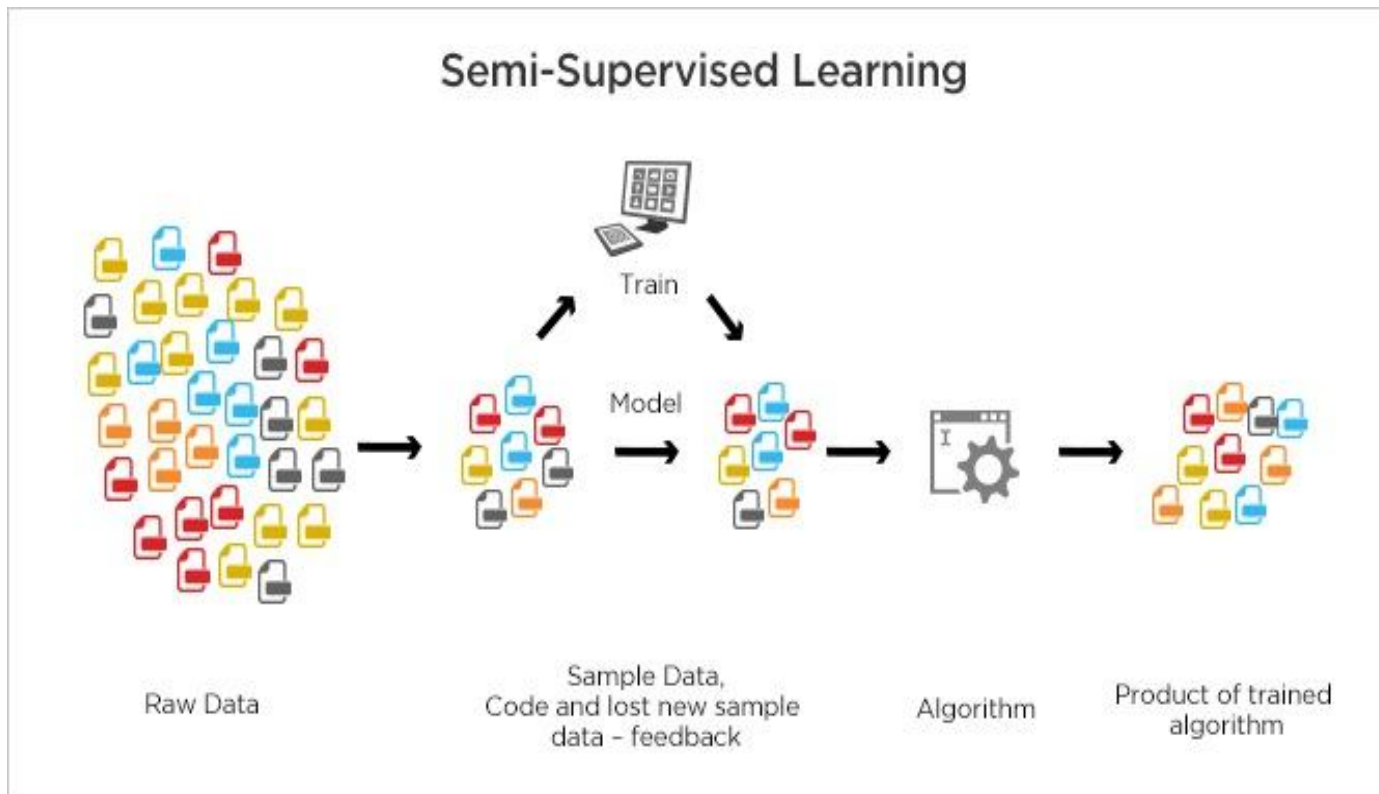 Semi-Supervised Learning
Train
Model
Raw Data
Sample Data,
Code and lost new sample
data – feedback
Algorithm
Product of trained
algorithm